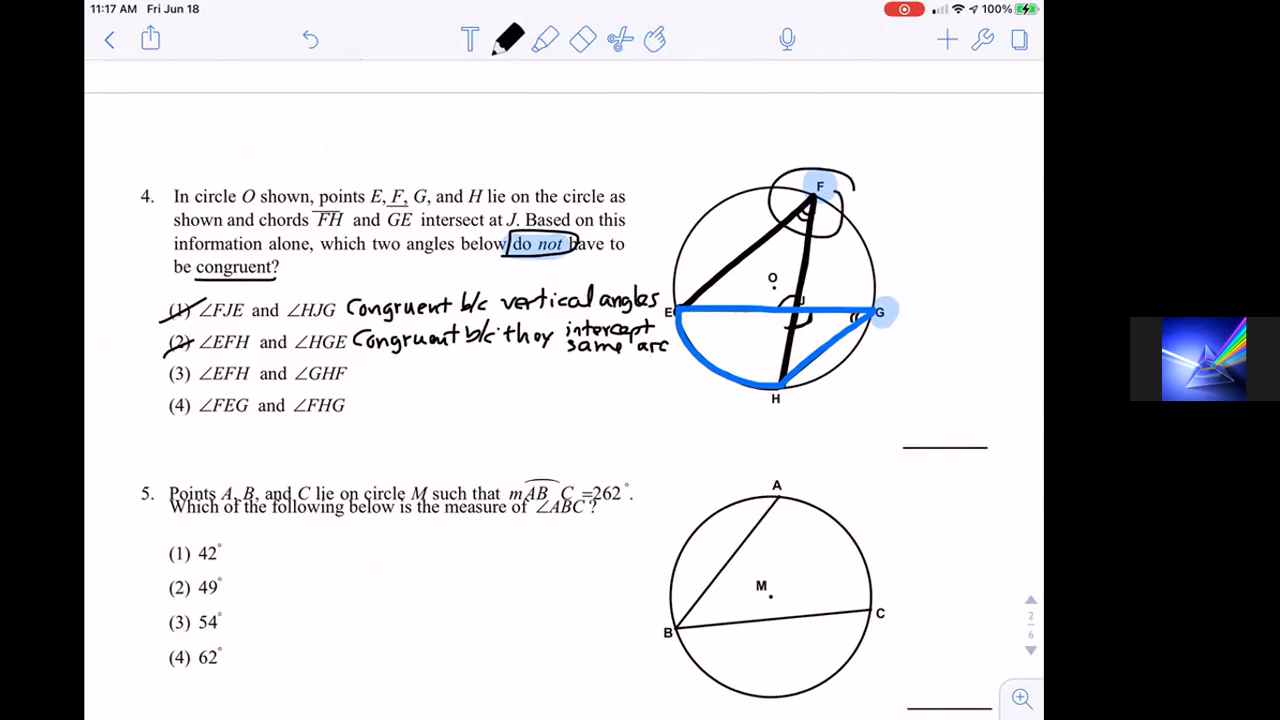 11:17 AM Fri Jun 18
100%
T
4. In circle O shown, points E, F, G, and H lie on the circle as
shown and chords FH and GE intersect at J. Based on this
information alone, which two angles below do not have to
be congruent?
(1) ∠FJE and ∠HJG Congruent b/c vertical angles
(2) ∠EFH and ∠HGE Congruent b/c they intercept
same arc
(3) ∠EFH and ∠GHF
(4) ∠FEG and ∠FHG
F
O
E
J
G
H
5. Points A, B, and C lie on circle M such that mAB C =262°.
Which of the following below is the measure of ∠ABC ?
(1) 42°
(2) 49°
(3) 54°
(4) 62°
A
M
B
C
2
6